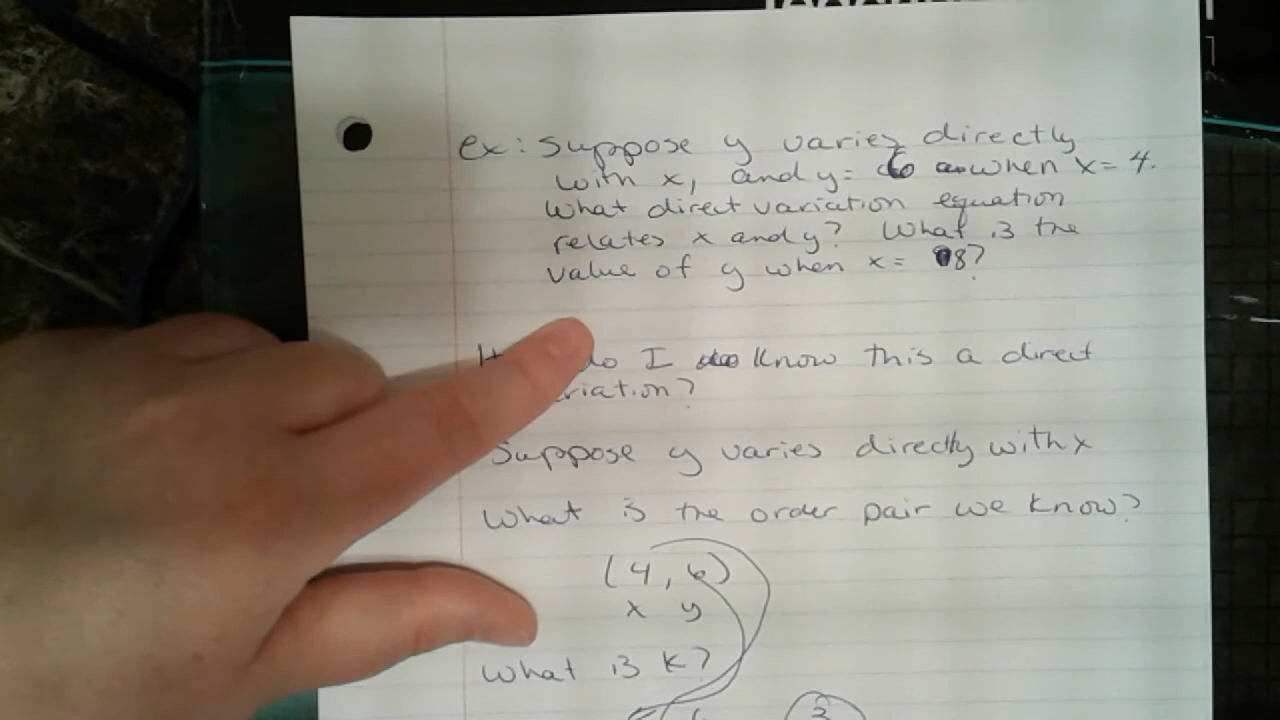 ex: Suppose y varies directly
with x, and y= 6 when x = 4.
What direct variation equation
relates x and y? What is the
value of y when x = 8?
do I know this a direct
riation?
Suppose y varies directly with x
What is the order pair we know?
(4, 6)
x y
What is k?